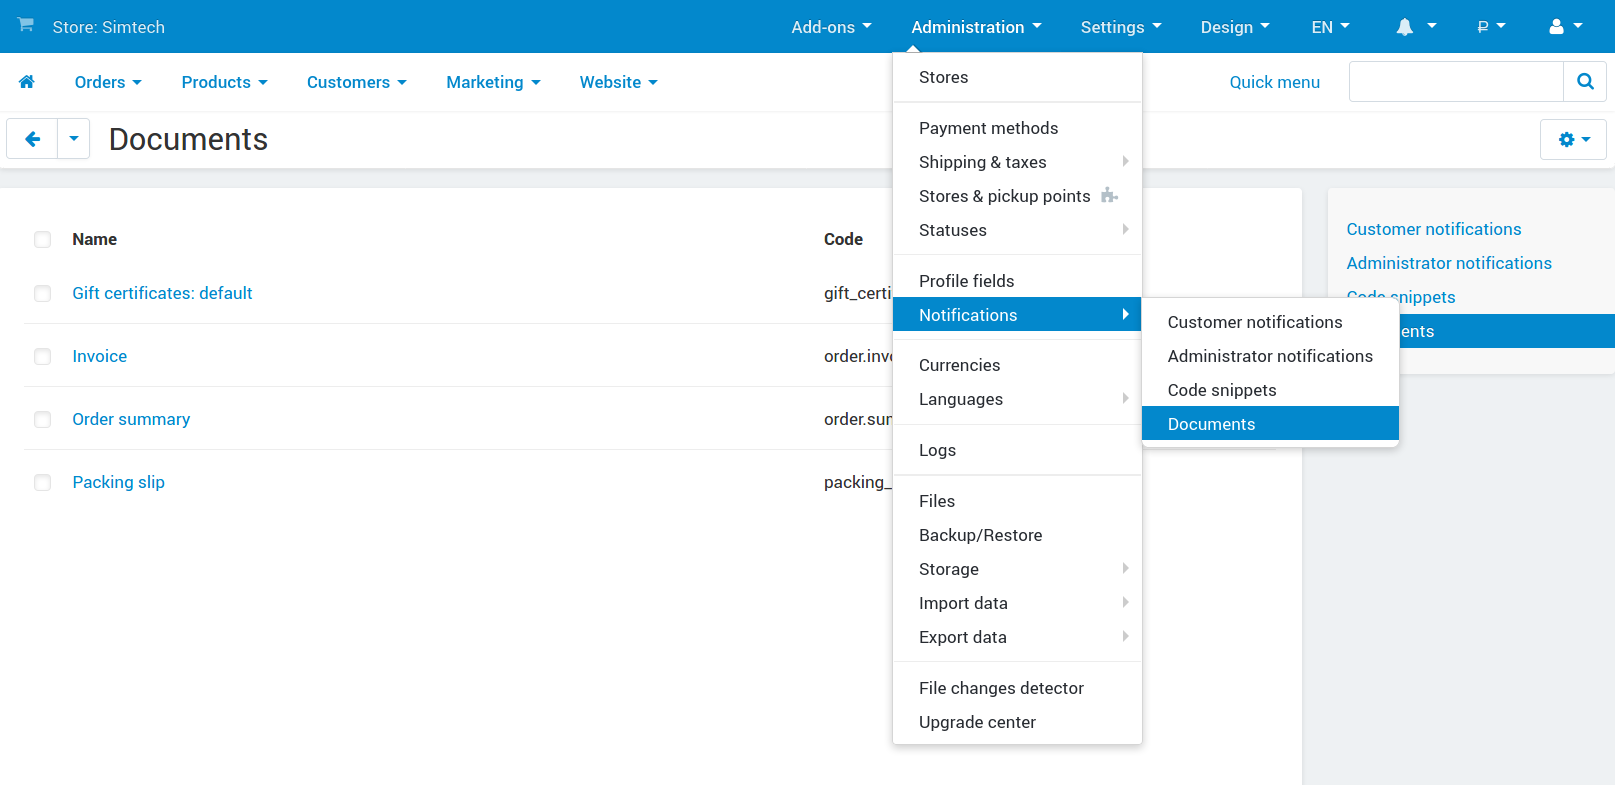 Store: Simtech
Add-ons
Administration
Settings
Design
EN
₽
Orders
Products
Customers
Marketing
Website
Quick menu
Documents
Name
Code
Gift certificates: default
gift_certi
Invoice
order.inv
Order summary
order.sum
Packing slip
packing_
Stores
Payment methods
Shipping & taxes
Stores & pickup points
Statuses
Profile fields
Notifications
Currencies
Languages
Logs
Files
Backup/Restore
Storage
Import data
Export data
File changes detector
Upgrade center
Customer notifications
Administrator notifications
Code snippets
Documents
Customer notifications
Administrator notifications
Code snippets
ents